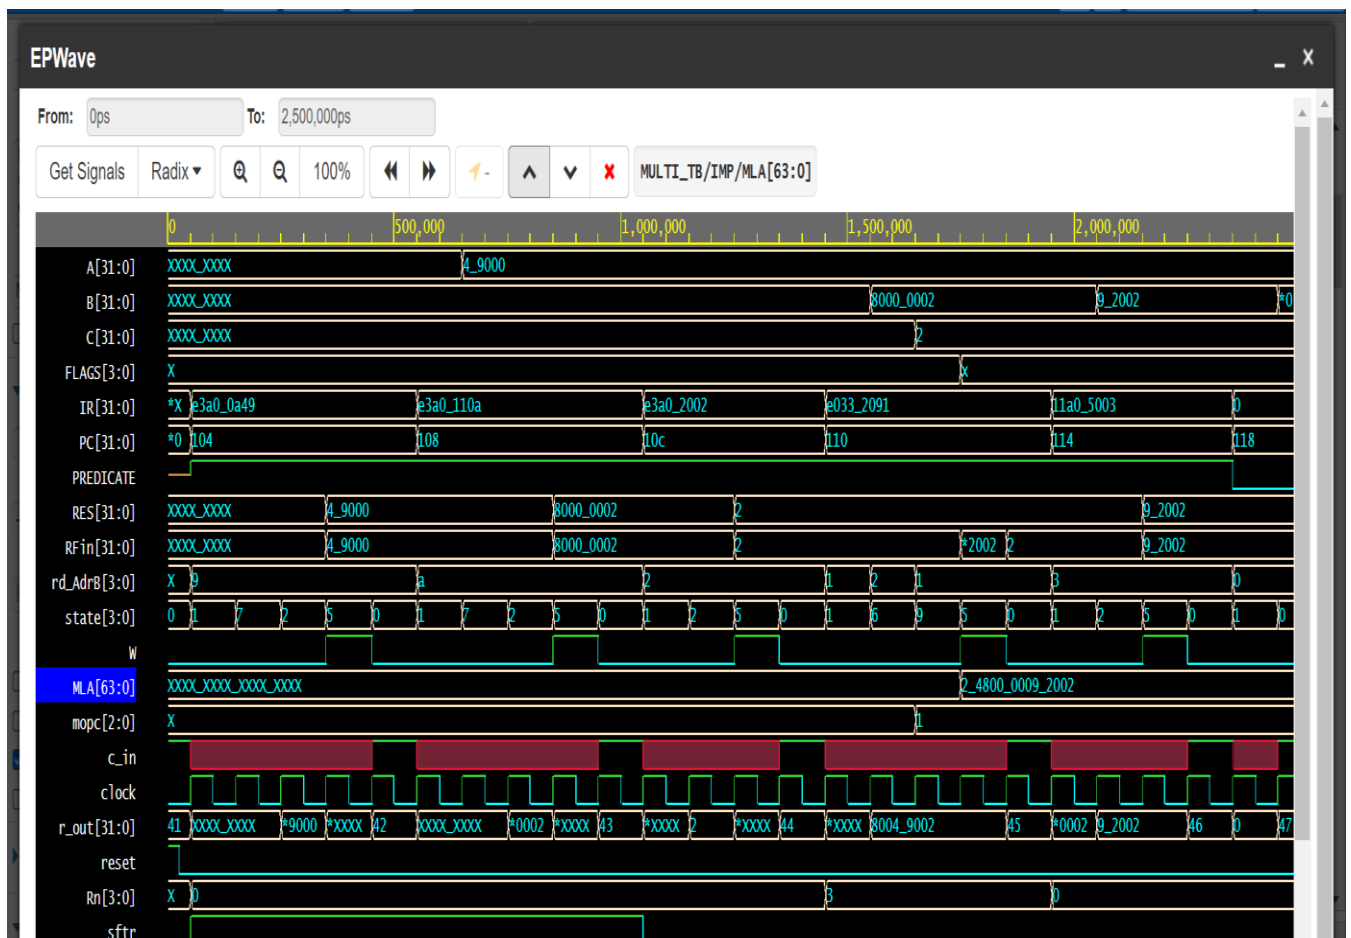 EPWave
From: 0ps To: 2,500,000ps
Get Signals Radix 100% - MULTI_TB/IMP/MLA[63:0]
0 500,000 1,000,000 1,500,000 2,000,000
A[31:0] XXXX_XXXX 4_9000
B[31:0] XXXX_XXXX 8000_0002 9_2002 *0
C[31:0] XXXX_XXXX 2
FLAGS[3:0] X x
IR[31:0] *X e3a0_0a49 e3a0_110a e3a0_2002 e033_2091 11a0_5003 0
PC[31:0] *0 104 108 10c 110 114 118
PREDICATE
RES[31:0] XXXX_XXXX 4_9000 8000_0002 2 9_2002
RFin[31:0] XXXX_XXXX 4_9000 8000_0002 2 *2002 2 9_2002
rd_AdrB[3:0] X 9 a 2 1 2 1 3 0
state[3:0] 0 1 7 2 5 0 1 7 2 5 0 1 2 5 0 1 6 9 5 0 1 2 5 0 1 0
W
MLA[63:0] XXXX_XXXX_XXXX_XXXX 2_4800_0009_2002
mopc[2:0] X 1
c_in
clock
r_out[31:0] 41 XXXX_XXXX *9000 *XXXX 42 XXXX_XXXX *0002 *XXXX 43 *XXXX 2 *XXXX 44 *XXXX 8004_9002 45 *0002 9_2002 46 0 47
reset
Rn[3:0] X 0 3 0
sftr